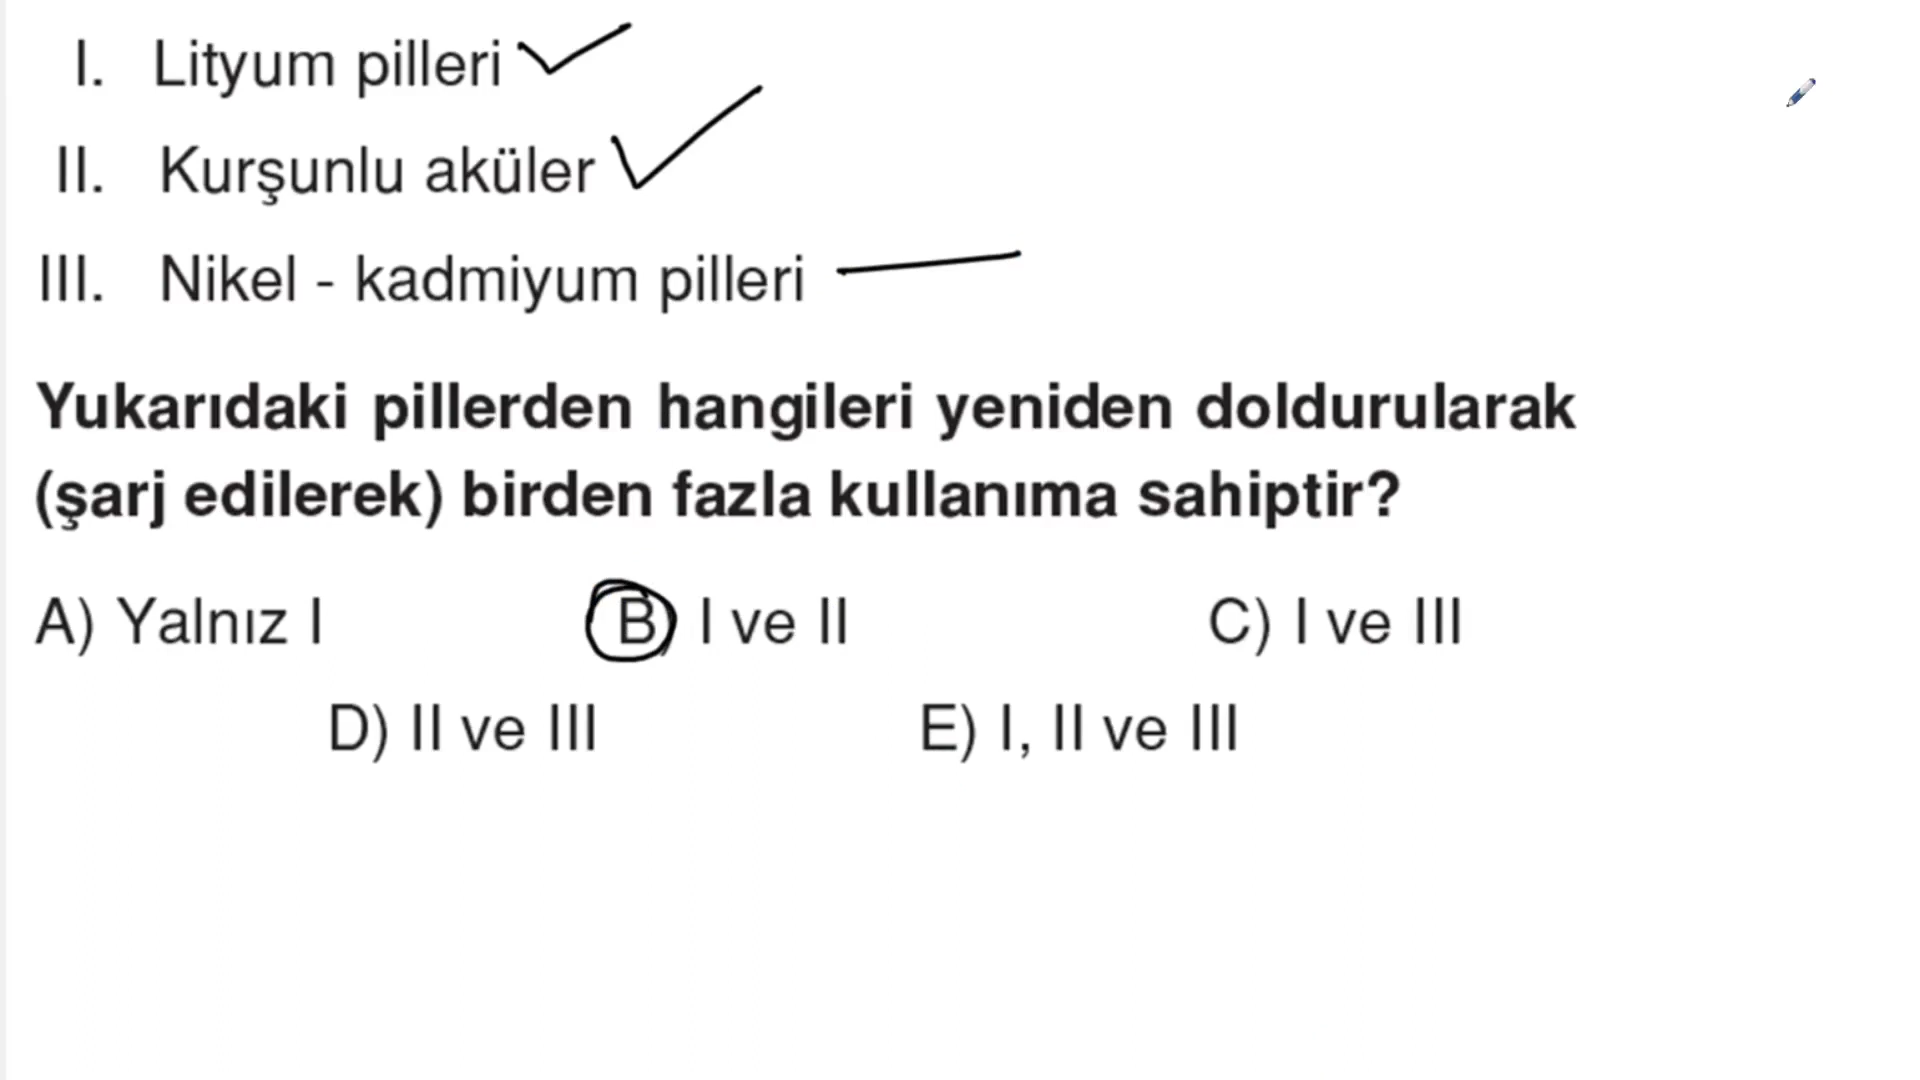 I. Lityum pilleri
II. Kurşunlu aküler
III. Nikel - kadmiyum pilleri
Yukarıdaki pillerden hangileri yeniden doldurularak
(şarj edilerek) birden fazla kullanıma sahiptir?
A) Yalnız I B) I ve II C) I ve III
D) II ve III E) I, II ve III